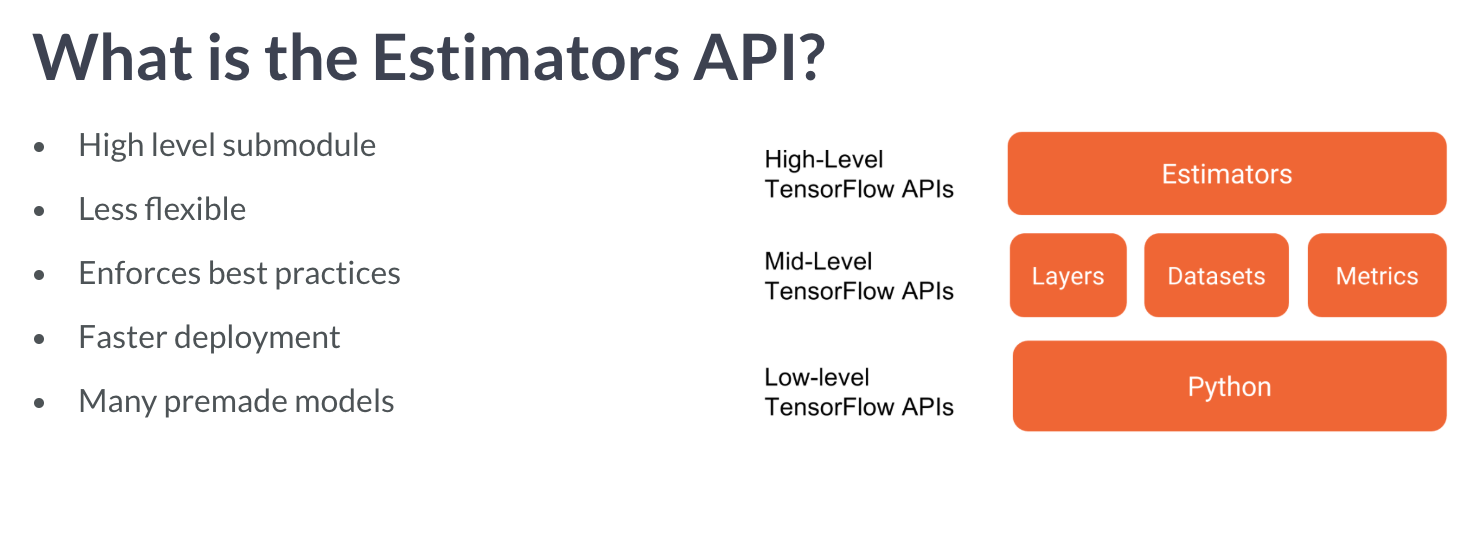 What is the Estimators API?
• High level submodule
• Less flexible
• Enforces best practices
• Faster deployment
• Many premade models
High-Level
TensorFlow APIs
Estimators
Mid-Level
TensorFlow APIs
Layers
Datasets
Metrics
Low-level
TensorFlow APIs
Python